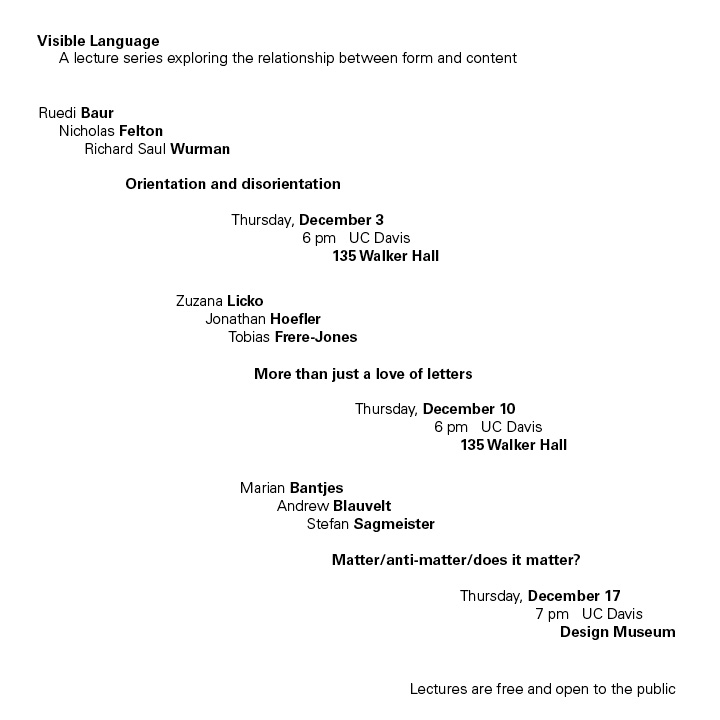 Visible Language
A lecture series exploring the relationship between form and content
Ruedi Baur
Nicholas Felton
Richard Saul Wurman
Orientation and disorientation
Thursday, December 3
6 pm UC Davis
135 Walker Hall
Zuzana Licko
Jonathan Hoefler
Tobias Frere-Jones
More than just a love of letters
Thursday, December 10
6 pm UC Davis
135 Walker Hall
Marian Bantjes
Andrew Blauvelt
Stefan Sagmeister
Matter/anti-matter/does it matter?
Thursday, December 17
7 pm UC Davis
Design Museum
Lectures are free and open to the public